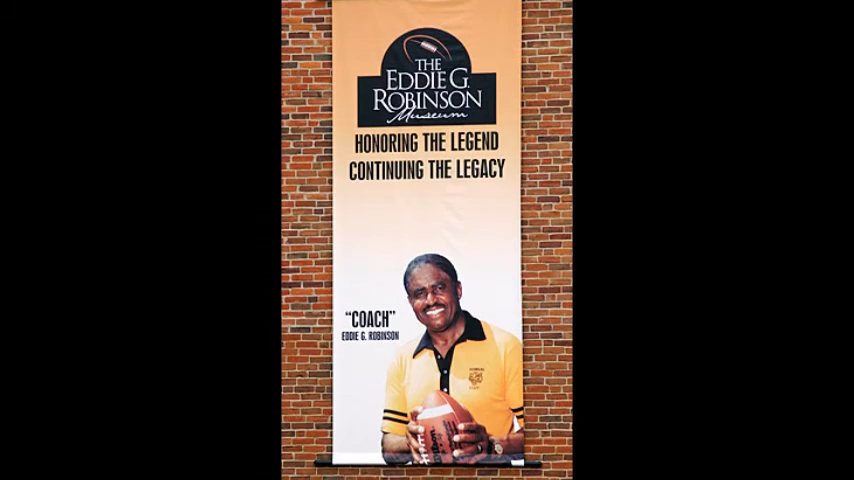 THE
EDDIE G.
ROBINSON
Museum
HONORING THE LEGEND
CONTINUING THE LEGACY
"COACH"
EDDIE G. ROBINSON